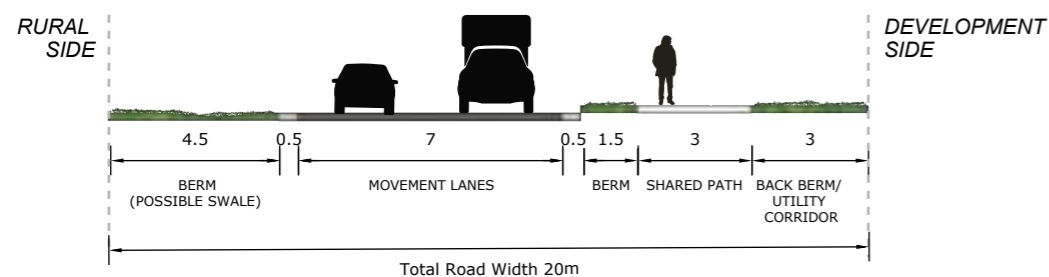 RURAL
SIDE
DEVELOPMENT
SIDE
4.5 0.5 7 0.5 1.5 3 3
BERM
(POSSIBLE SWALE)
MOVEMENT LANES
BERM
SHARED PATH
BACK BERM/
UTILITY
CORRIDOR
Total Road Width 20m